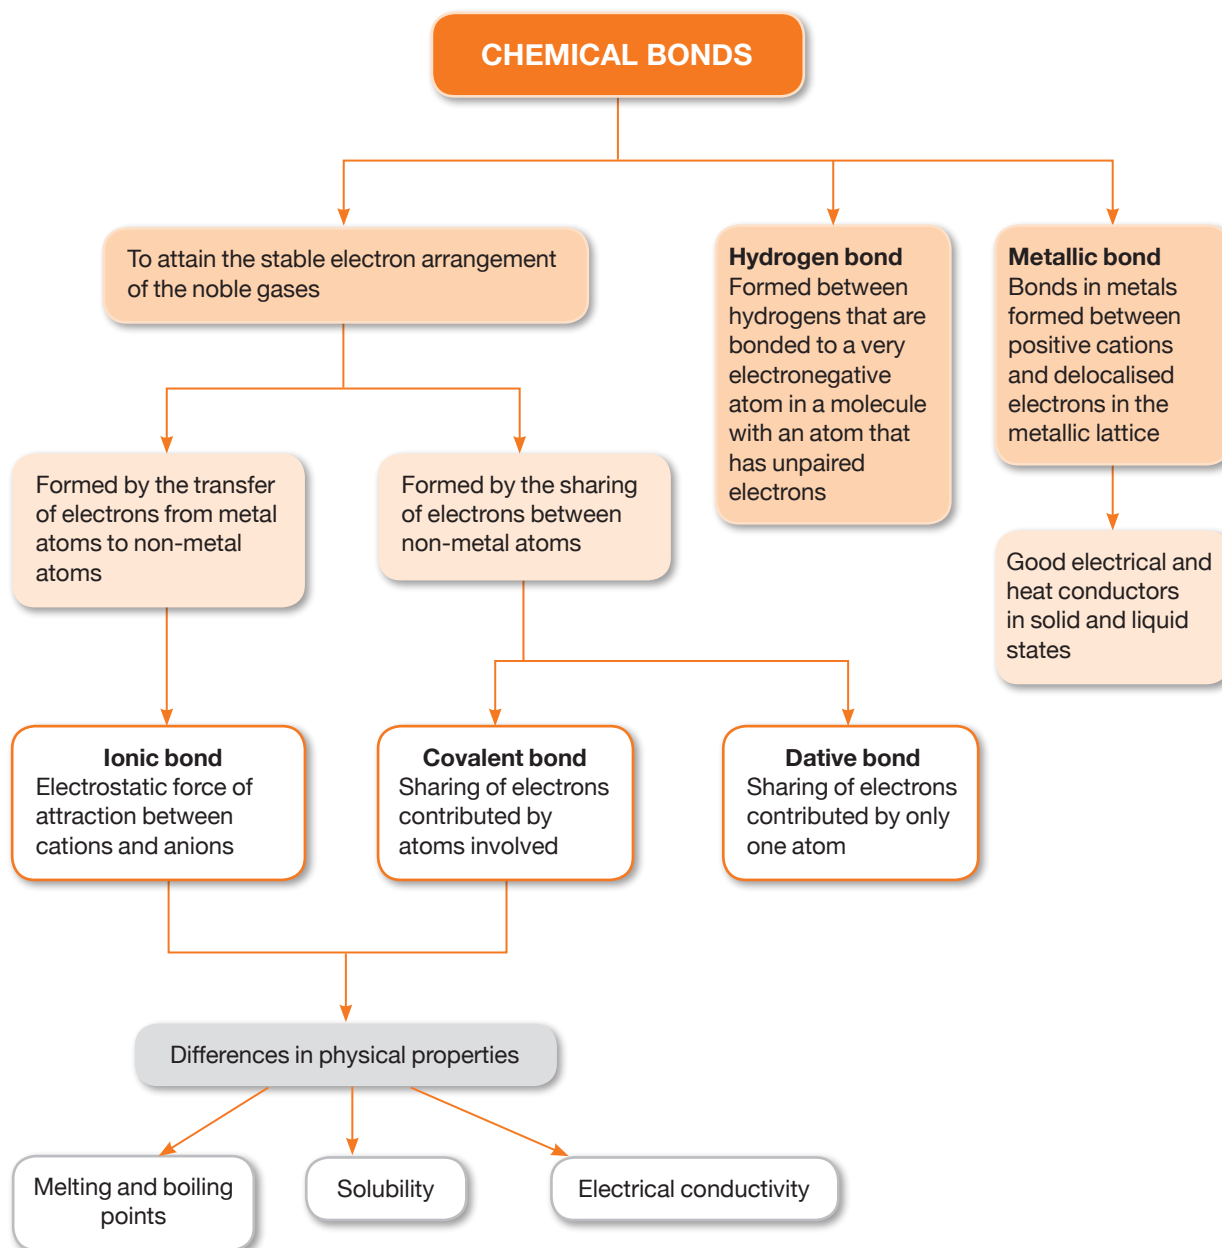 CHEMICAL BONDS
To attain the stable electron arrangement
of the noble gases
Hydrogen bond
Formed between
hydrogens that are
bonded to a very
electronegative
atom in a molecule
with an atom that
has unpaired
electrons
Metallic bond
Bonds in metals
formed between
positive cations
and delocalised
electrons in the
metallic lattice
Formed by the transfer
of electrons from metal
atoms to non-metal
atoms
Formed by the sharing
of electrons between
non-metal atoms
Good electrical and
heat conductors
in solid and liquid
states
Ionic bond
Electrostatic force of
attraction between
cations and anions
Covalent bond
Sharing of electrons
contributed by
atoms involved
Dative bond
Sharing of electrons
contributed by only
one atom
Differences in physical properties
Melting and boiling
points
Solubility
Electrical conductivity